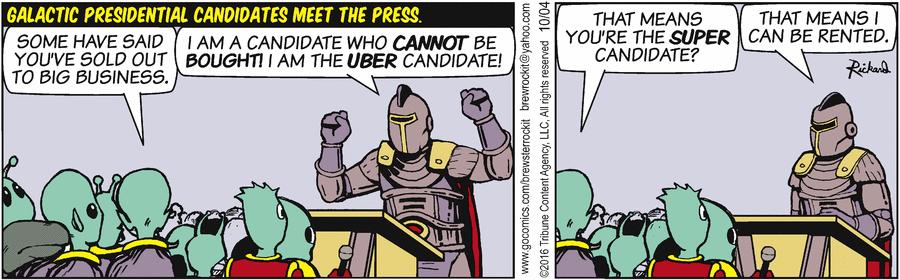 GALACTIC PRESIDENTIAL CANDIDATES MEET THE PRESS.
SOME HAVE SAID
YOU'VE SOLD OUT
TO BIG BUSINESS.
I AM A CANDIDATE WHO CANNOT BE
BOUGHT! I AM THE UBER CANDIDATE!
www.gocomics.com/brewsterrockit brewrockit@yahoo.com
©2016 Tribune Content Agency, LLC, All rights reserved 10/04
THAT MEANS
YOU'RE THE SUPER
CANDIDATE?
THAT MEANS I
CAN BE RENTED.
Rickard